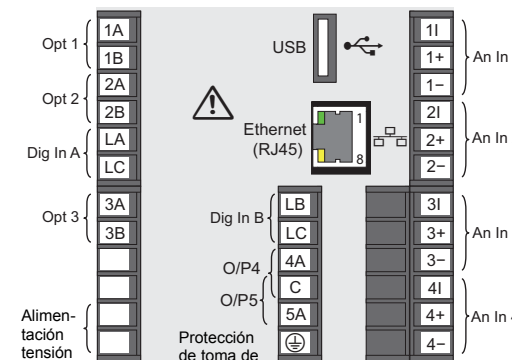 Opt 1
1A
1B
Opt 2
2A
2B
Dig In A
LA
LC
Opt 3
3A
3B
Alimen-
tación
tensión
USB
Ethernet
(RJ45)
1
8
Dig In B
LB
LC
O/P4
4A
C
O/P5
5A
Protección
de toma de
1I
1+
1−
An In
2I
2+
2−
An In
3I
3+
3−
An In
4I
4+
4−
An In